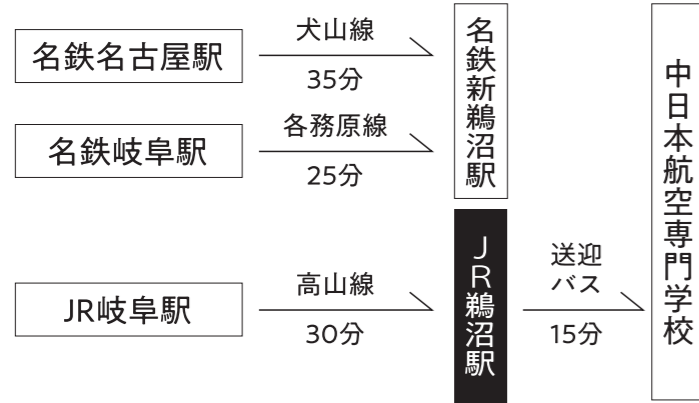 名鉄名古屋駅
犬山線
35分
名鉄岐阜駅
各務原線
25分
名鉄新鵜沼駅
JR岐阜駅
高山線
30分
JR鵜沼駅
送迎
バス
15分
中日本航空専門学校